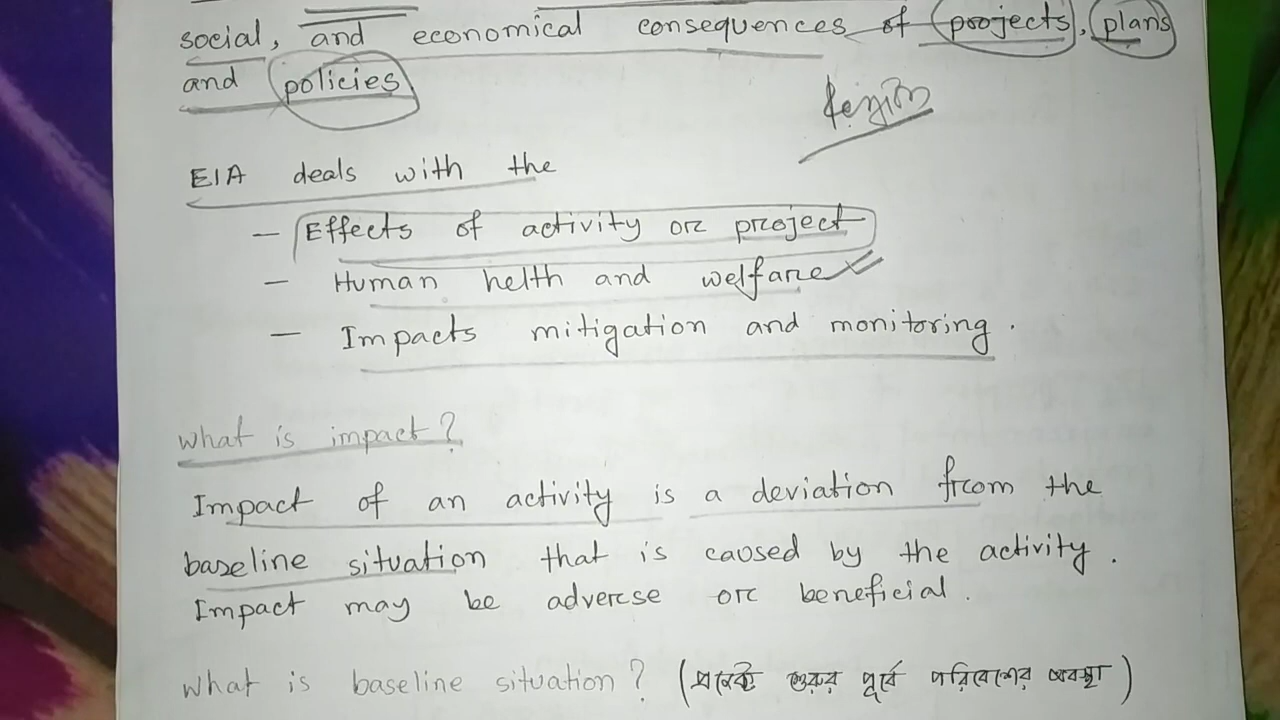 social, and economical consequences of projects, plans
and policies
Region
EIA deals with the
— Effects of activity or project
— Human helth and welfare
— Impacts mitigation and monitoring.
What is impact?
Impact of an activity is a deviation from the
baseline situation that is caused by the activity.
Impact may be adverse or beneficial.
What is baseline situation? (প্রজেক্ট শুরুর পূর্বে পরিবেশের অবস্থা)